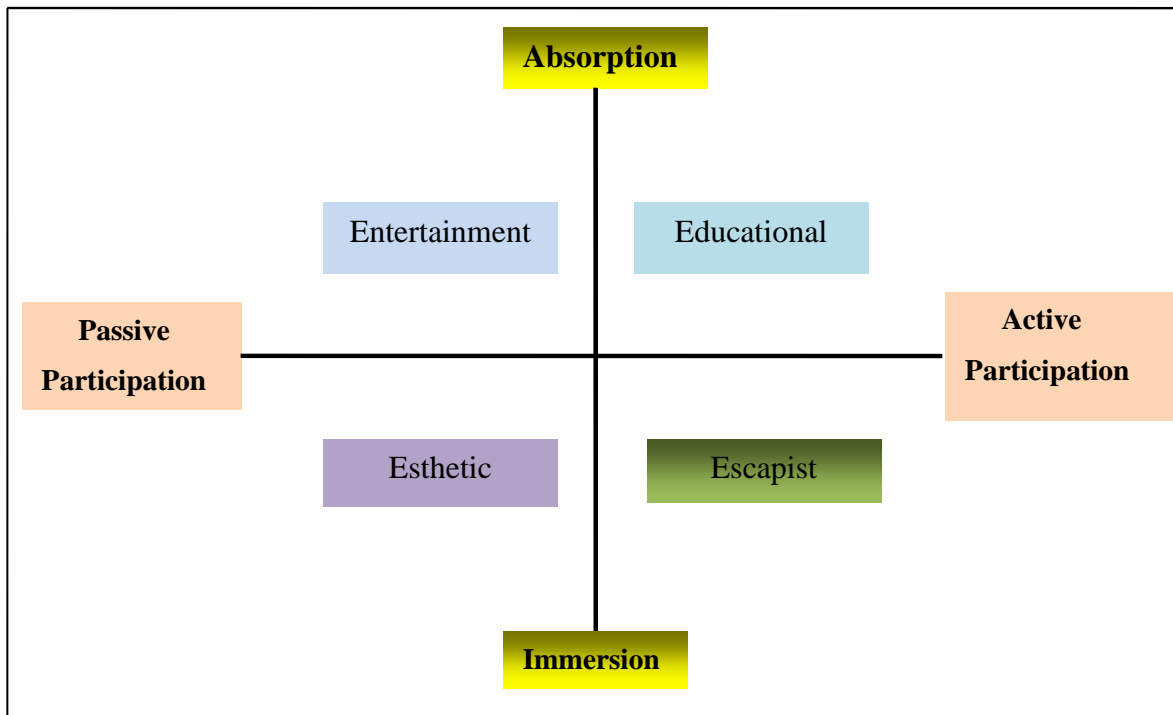 Absorption
Entertainment
Educational
Passive
Participation
Active
Participation
Esthetic
Escapist
Immersion